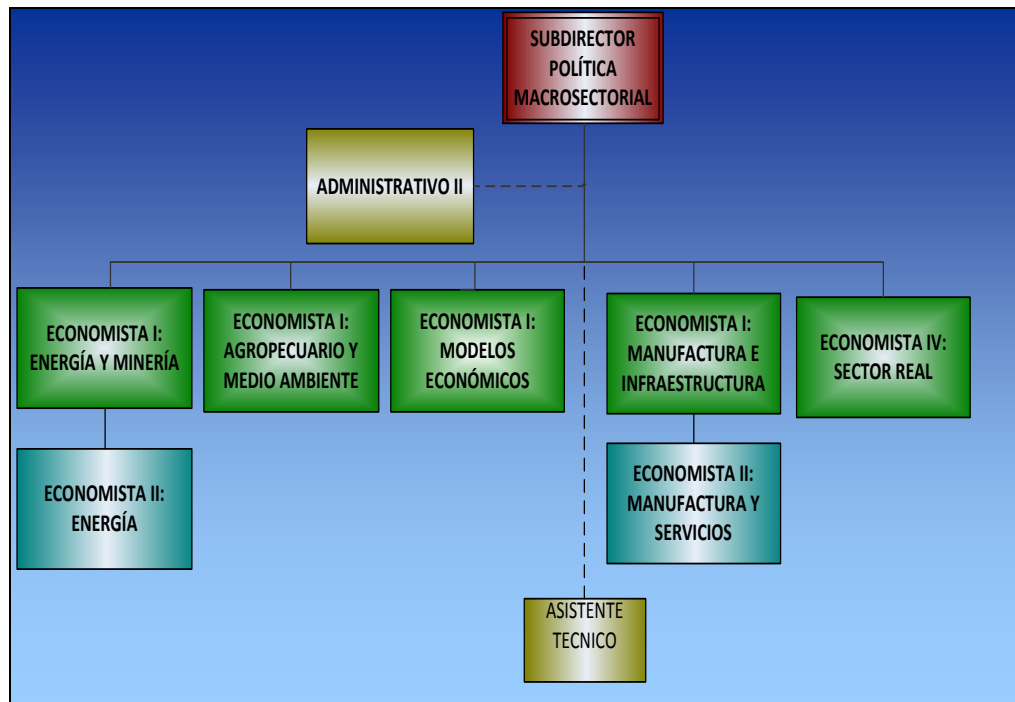 SUBDIRECTOR
POLÍTICA
MACROSECTORIAL
ADMINISTRATIVO II
ECONOMISTA I:
ENERGÍA Y MINERÍA
ECONOMISTA I:
AGROPECUARIO Y
MEDIO AMBIENTE
ECONOMISTA I:
MODELOS
ECONÓMICOS
ECONOMISTA I:
MANUFACTURA E
INFRAESTRUCTURA
ECONOMISTA IV:
SECTOR REAL
ECONOMISTA II:
ENERGÍA
ECONOMISTA II:
MANUFACTURA Y
SERVICIOS
ASISTENTE
TECNICO